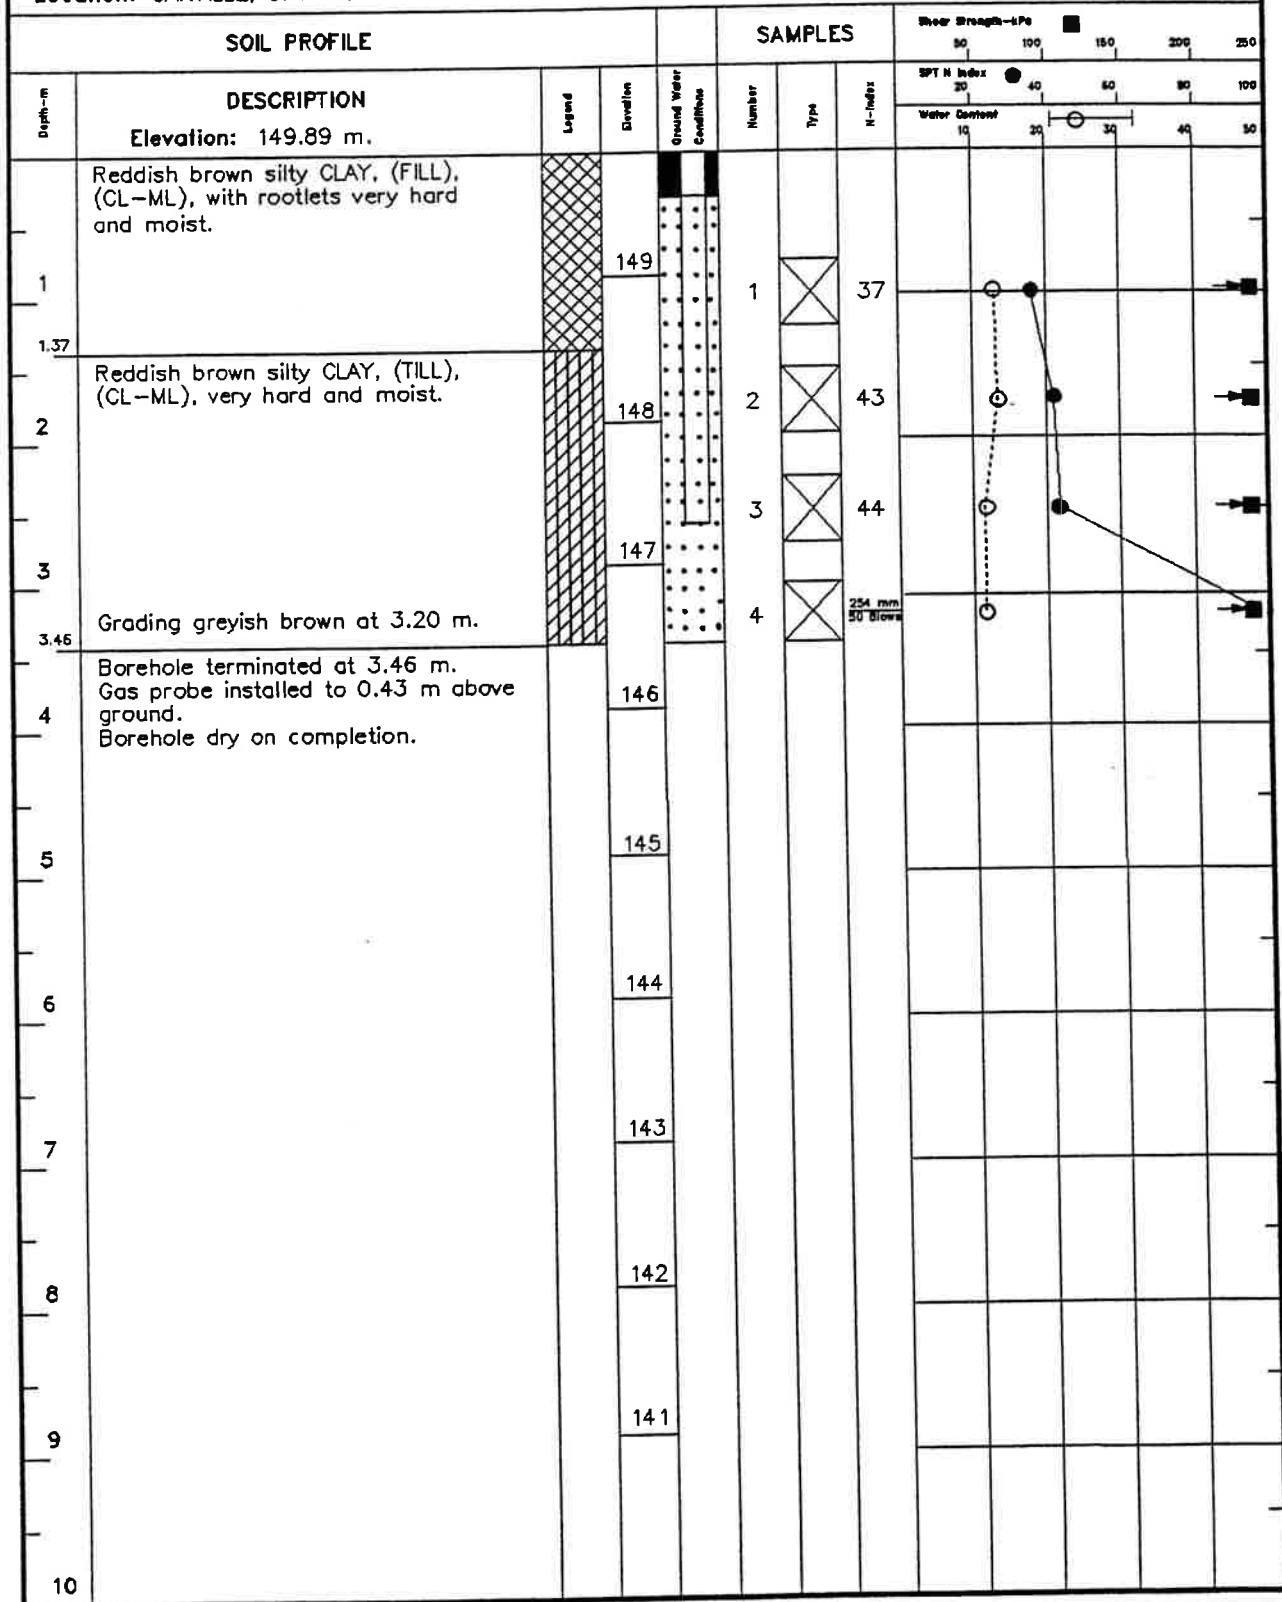 SOIL PROFILE
SAMPLES
Shear Strength-kPa
50 100 150 200 250
SPT N Index
20 40 60 80 100
Water Content
10 20 30 40 50
Depth-m
DESCRIPTION
Elevation: 149.89 m.
Legend
Elevation
Ground Water
Conditions
Number
Type
N-Index
Reddish brown silty CLAY, (FILL),
(CL-ML), with rootlets very hard
and moist.
149
1
1 37
1.37
Reddish brown silty CLAY, (TILL),
(CL-ML), very hard and moist.
148
2 43
2
3 44
147
3
Grading greyish brown at 3.20 m.
4
254 mm
50 Blows
3.46
Borehole terminated at 3.46 m.
Gas probe installed to 0.43 m above
ground.
Borehole dry on completion.
146
4
145
5
144
6
143
7
142
8
141
9
10